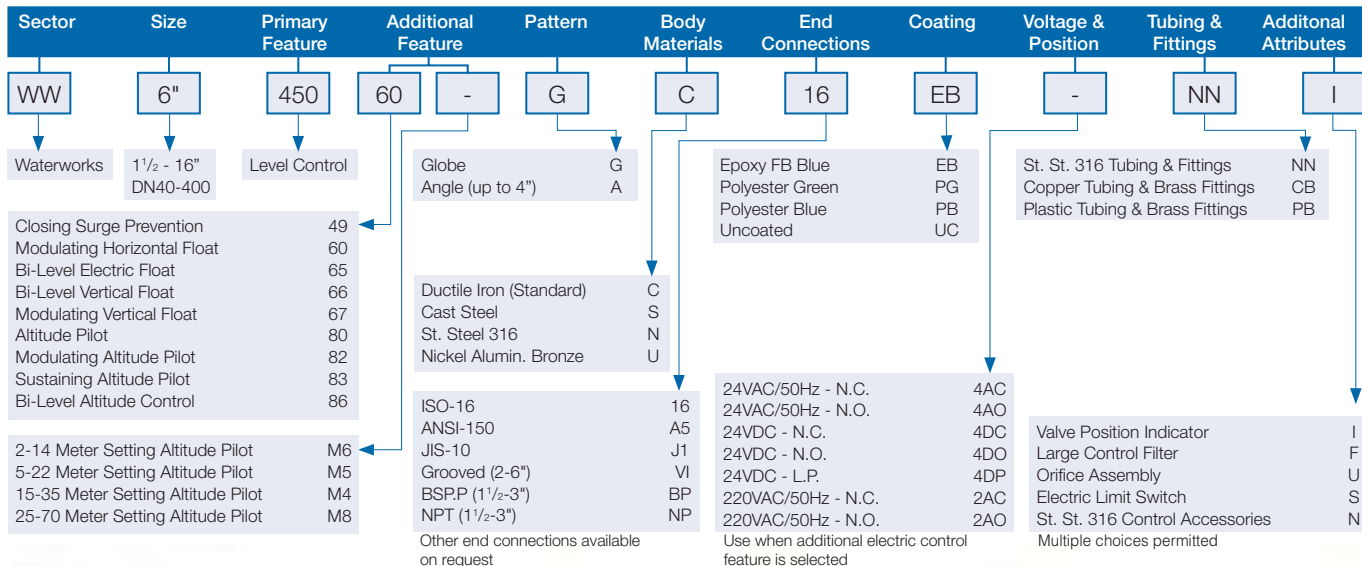 Sector Size Primary Feature Additional Feature Pattern Body Materials End Connections Coating Voltage & Position Tubing & Fittings Additonal Attributes
WW 6" 450 60 - G C 16 EB - NN I
Waterworks
1 1/2 - 16”
DN40-400
Level Control
Closing Surge Prevention 49
Modulating Horizontal Float 60
Bi-Level Electric Float 65
Bi-Level Vertical Float 66
Modulating Vertical Float 67
Altitude Pilot 80
Modulating Altitude Pilot 82
Sustaining Altitude Pilot 83
Bi-Level Altitude Control 86
2-14 Meter Setting Altitude Pilot M6
5-22 Meter Setting Altitude Pilot M5
15-35 Meter Setting Altitude Pilot M4
25-70 Meter Setting Altitude Pilot M8
Globe G
Angle (up to 4”) A
Ductile Iron (Standard) C
Cast Steel S
St. Steel 316 N
Nickel Alumin. Bronze U
ISO-16 16
ANSI-150 A5
JIS-10 J1
Grooved (2-6") VI
BSP.P (1 1/2-3") BP
NPT (1 1/2-3") NP
Other end connections available
on request
Epoxy FB Blue EB
Polyester Green PG
Polyester Blue PB
Uncoated UC
24VAC/50Hz - N.C. 4AC
24VAC/50Hz - N.O. 4AO
24VDC - N.C. 4DC
24VDC - N.O. 4DO
24VDC - L.P. 4DP
220VAC/50Hz - N.C. 2AC
220VAC/50Hz - N.O. 2AO
Use when additional electric control
feature is selected
St. St. 316 Tubing & Fittings NN
Copper Tubing & Brass Fittings CB
Plastic Tubing & Brass Fittings PB
Valve Position Indicator I
Large Control Filter F
Orifice Assembly U
Electric Limit Switch S
St. St. 316 Control Accessories N
Multiple choices permitted